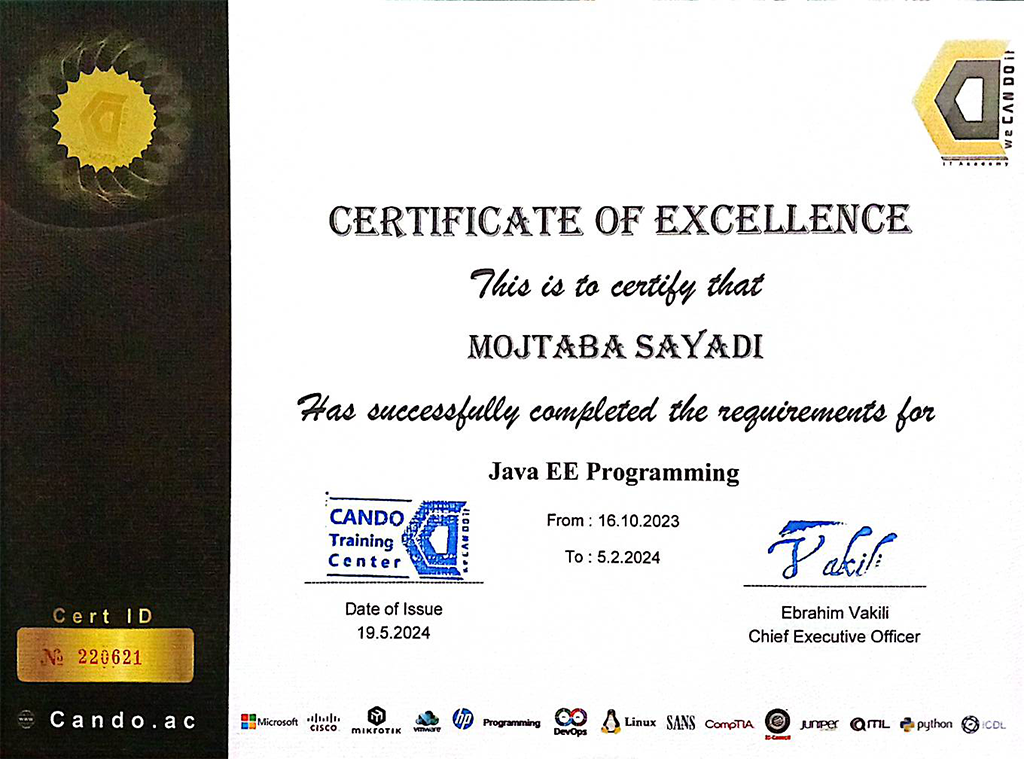 we CAN DO it
IT Academy
CERTIFICATE OF EXCELLENCE
This is to certify that
MOJTABA SAYADI
Has successfully completed the requirements for
Java EE Programming
CANDO
Training
Center
we CAN DO it
From : 16.10.2023
To : 5.2.2024
Vakili
Date of Issue
19.5.2024
Ebrahim Vakili
Chief Executive Officer
Cert ID
№ 220621
www
Cando.ac
Microsoft
CISCO
MIKROTIK
vmware
hp
Programming
DevOps
Linux
SANS
CompTIA
EC-Council
JUNIPER
ITIL
python
ICDL